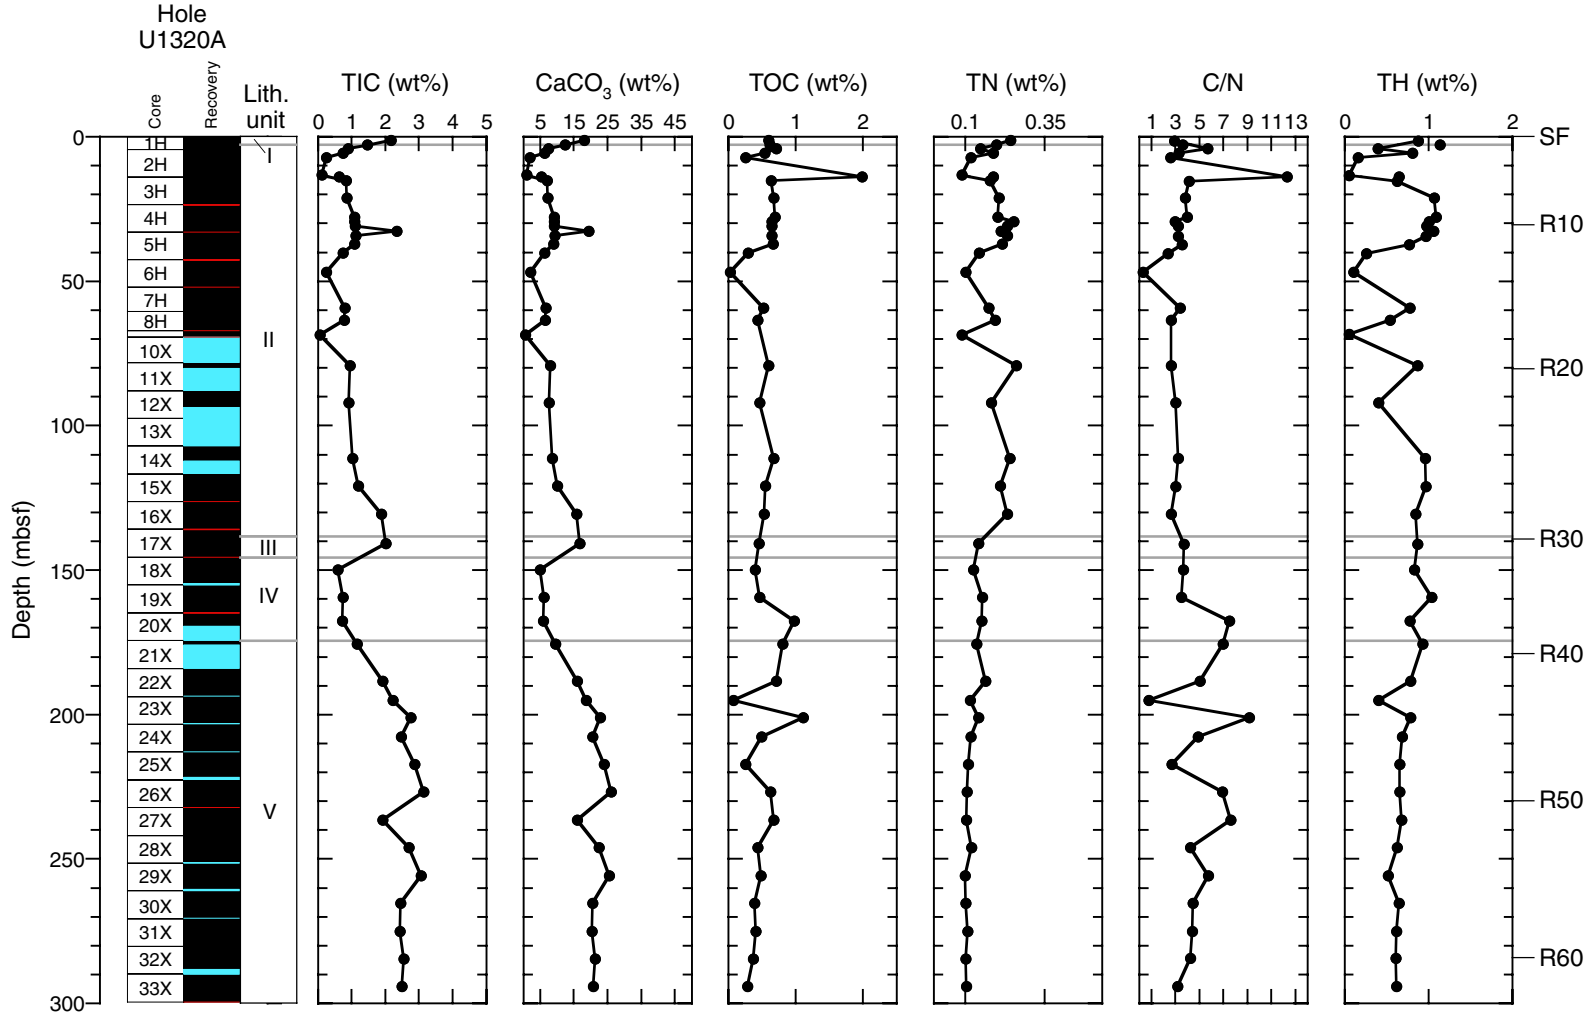 Hole
U1320A
Core
Recovery
Lith.
unit
TIC (wt%)
CaCO3 (wt%)
TOC (wt%)
TN (wt%)
C/N
TH (wt%)
0 1 2 3 4 5
5 15 25 35 45
0 1 2
0.1 0.35
1 3 5 7 9 11 13
0 1 2
Depth (mbsf)
0
50
100
150
200
250
300
1H
2H
3H
4H
5H
6H
7H
8H
10X
11X
12X
13X
14X
15X
16X
17X
18X
19X
20X
21X
22X
23X
24X
25X
26X
27X
28X
29X
30X
31X
32X
33X
I
II
III
IV
V
SF
R10
R20
R30
R40
R50
R60